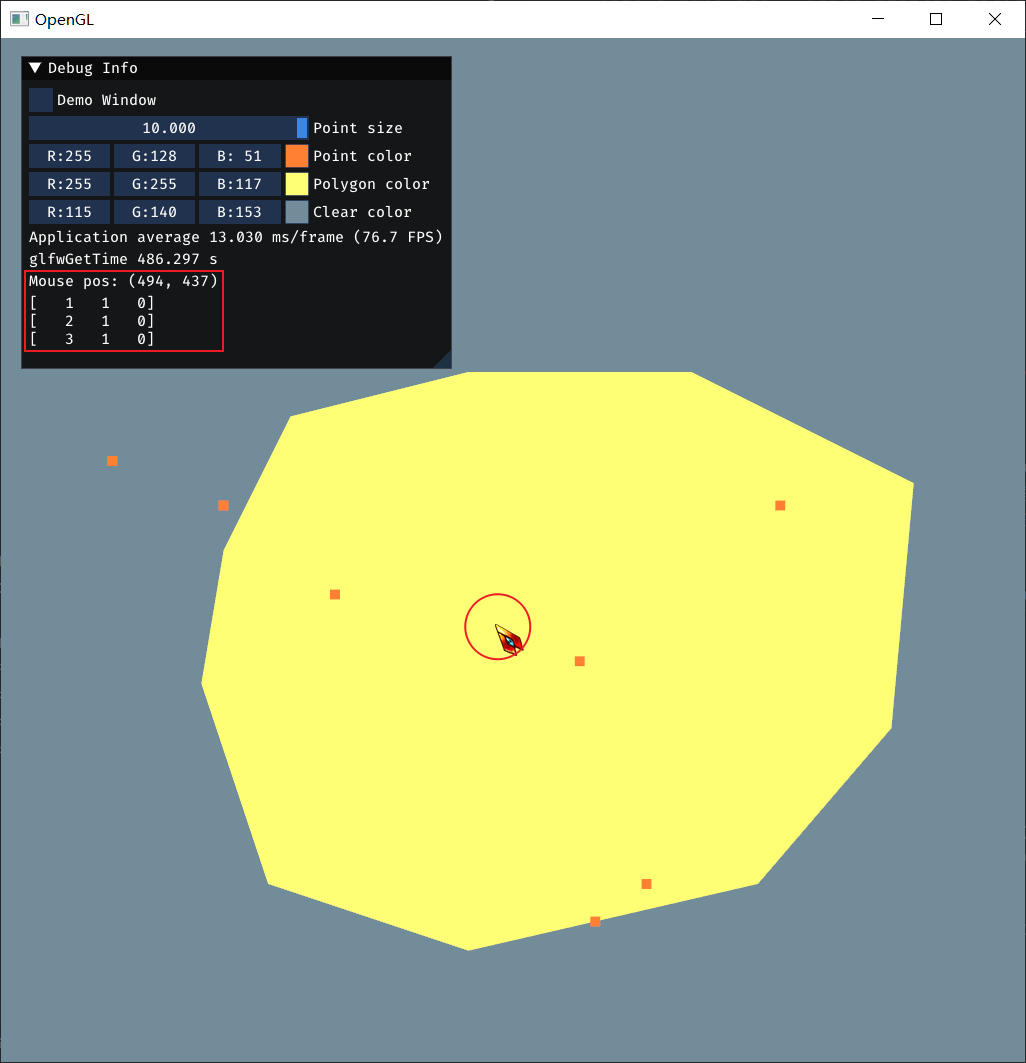 OpenGL
Debug Info
Demo Window
10.000 Point size
R:255 G:128 B: 51 Point color
R:255 G:255 B:117 Polygon color
R:115 G:140 B:153 Clear color
Application average 13.030 ms/frame (76.7 FPS)
glfwGetTime 486.297 s
Mouse pos: (494, 437)
[   1   1   0]
[   2   1   0]
[   3   1   0]